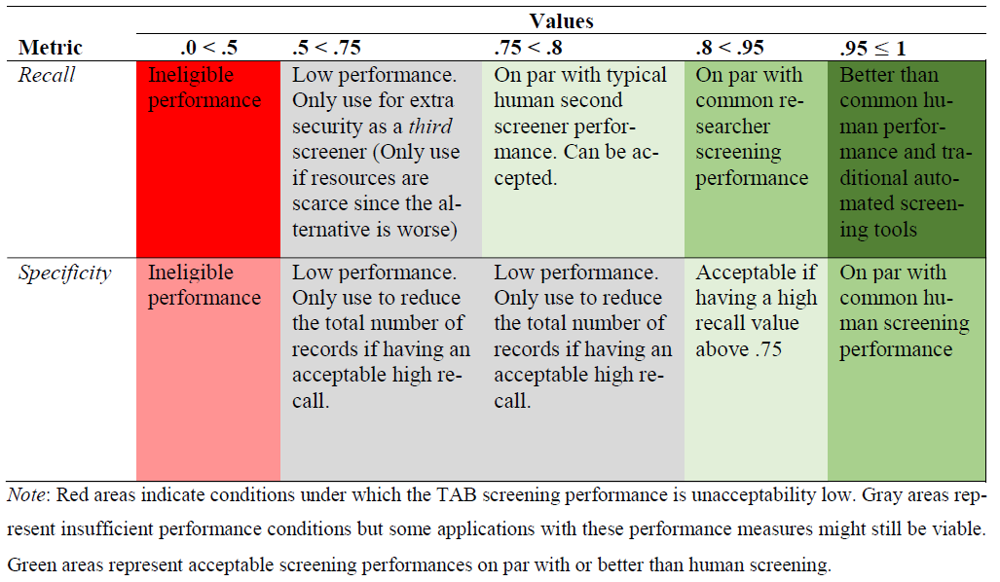 Values
Metric .0 < .5 .5 < .75 .75 < .8 .8 < .95 .95 ≤ 1
Recall
Ineligible
performance
Low performance.
Only use for extra
security as a third
screener (Only use
if resources are
scarce since the al-
ternative is worse)
On par with typical
human second
screener perfor-
mance. Can be ac-
cepted.
On par with
common re-
searcher
screening
performance
Better than
common hu-
man perfor-
mance and tra-
ditional auto-
mated screen-
ing tools
Specificity
Ineligible
performance
Low performance.
Only use to reduce
the total number of
records if having an
acceptable high re-
call.
Low performance.
Only use to reduce
the total number of
records if having an
acceptable high re-
call.
Acceptable if
having a high
recall value
above .75
On par with
common hu-
man screening
performance
Note: Red areas indicate conditions under which the TAB screening performance is unacceptability low. Gray areas rep-
resent insufficient performance conditions but some applications with these performance measures might still be viable.
Green areas represent acceptable screening performances on par with or better than human screening.